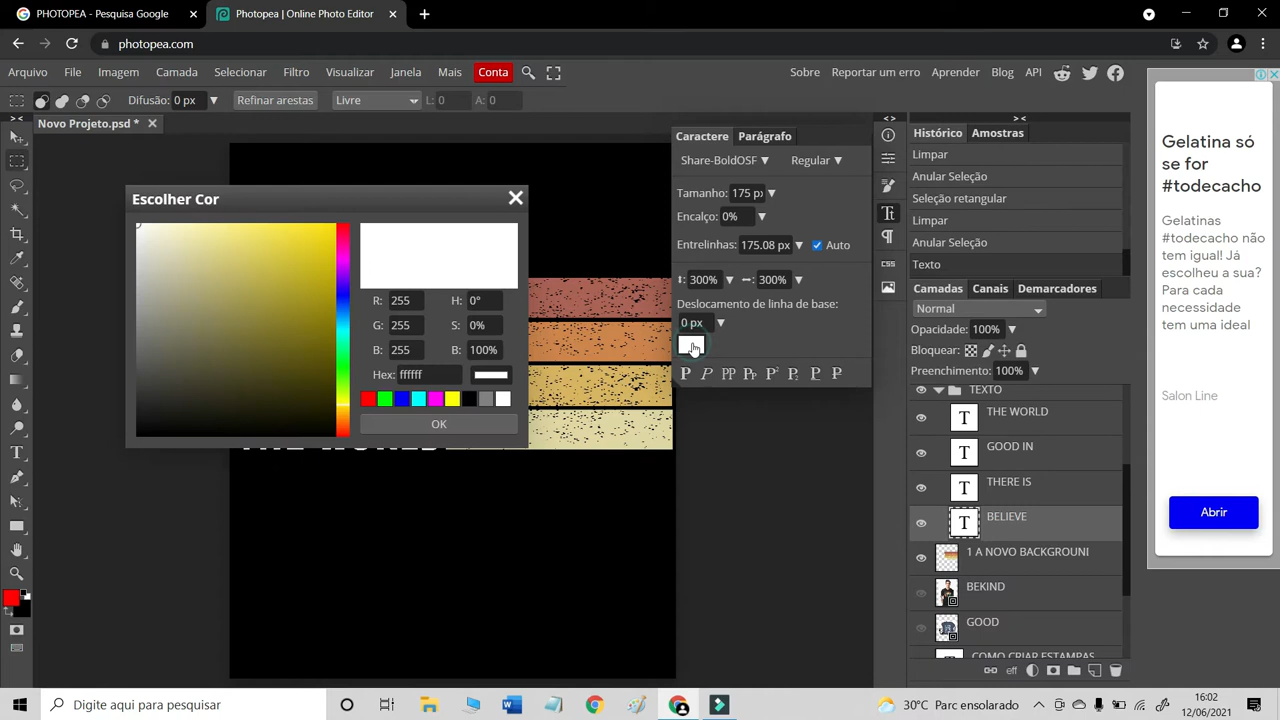 PHOTOPEA - Pesquisa Google
Photopea | Online Photo Editor
photopea.com
Arquivo File Imagem Camada Selecionar Filtro Visualizar Janela Mais Conta
Sobre Reportar um erro Aprender Blog API
Difusão: 0 px Refinar arestas Livre L: 0 A: 0
Novo Projeto.psd *
Caractere Parágrafo
Share-BoldOSF Regular
Tamanho: 175 px
Encalço: 0%
Entrelinhas: 175.08 px Auto
300% 300%
Deslocamento de linha de base:
0 px
Escolher Cor
R: 255 H: 0°
G: 255 S: 0%
B: 255 B: 100%
Hex: ffffff
OK
THE WORLD
Histórico Amostras
Limpar
Anular Seleção
Seleção retangular
Limpar
Anular Seleção
Texto
Camadas Canais Demarcadores
Normal
Opacidade: 100%
Bloquear:
Preenchimento: 100%
TEXTO
THE WORLD
GOOD IN
THERE IS
BELIEVE
1 A NOVO BACKGROUNI
BEKIND
GOOD
COMO CRIAR ESTAMPAS
eff
css
Gelatina só
se for
#todecacho
Gelatinas
#todecacho não
tem igual! Já
escolheu a sua?
Para cada
necessidade
tem uma ideal
Salon Line
Abrir
Digite aqui para pesquisar
30°C Parc ensolarado
16:02
12/06/2021